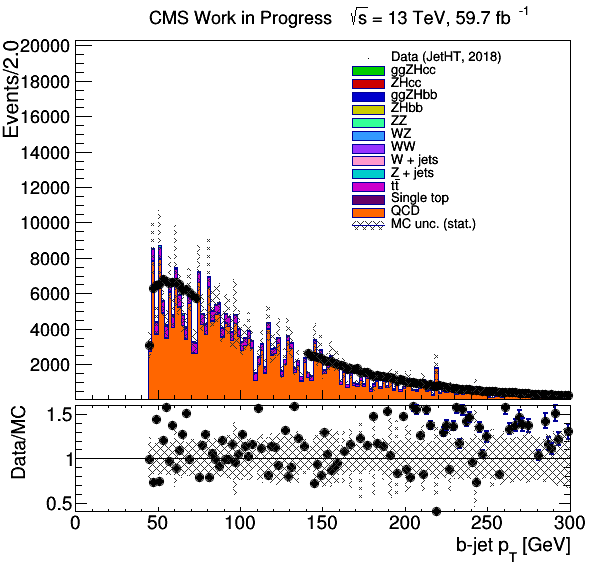 CMS Work in Progress √s = 13 TeV, 59.7 fb-1
Events/2.0
20000
18000
16000
14000
12000
10000
8000
6000
4000
2000
Data (JetHT, 2018)
ggZHcc
ZHcc
ggZHbb
ZHbb
ZZ
WZ
WW
W + jets
Z + jets
tt̄
Single top
QCD
MC unc. (stat.)
Data/MC
1.5
1
0.5
0 50 100 150 200 250 300
b-jet pT [GeV]